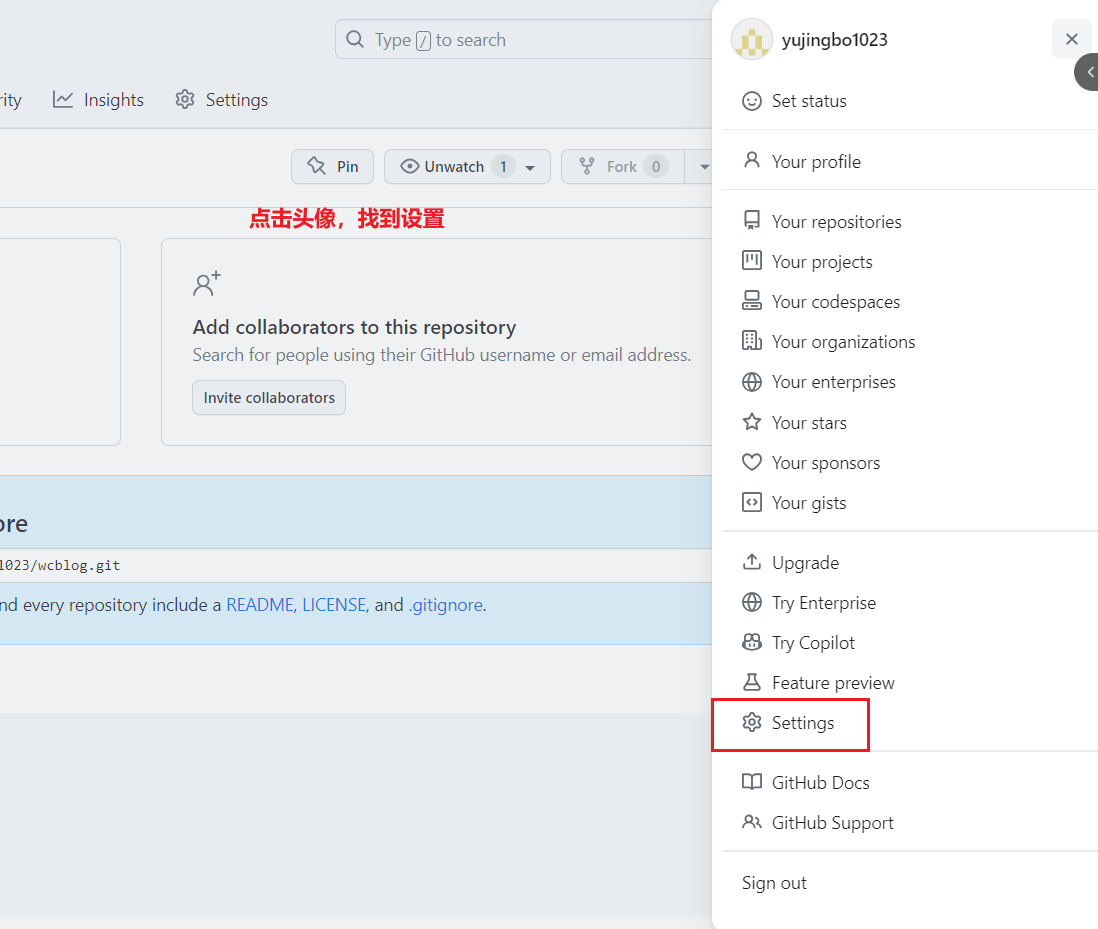 Type / to search
yujingbo1023
rity
Insights
Settings
Set status
Pin
Unwatch 1
Fork 0
Your profile
点击头像，找到设置
Your repositories
Your projects
Your codespaces
Your organizations
Your enterprises
Your stars
Your sponsors
Your gists
Add collaborators to this repository
Search for people using their GitHub username or email address.
Invite collaborators
ore
1023/wcblog.git
nd every repository include a README, LICENSE, and .gitignore.
Upgrade
Try Enterprise
Try Copilot
Feature preview
Settings
GitHub Docs
GitHub Support
Sign out